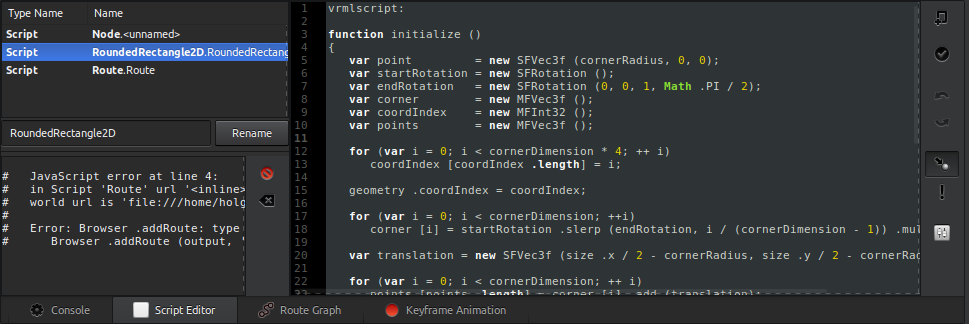 Type Name Name
Script Node.<unnamed>
Script RoundedRectangle2D.RoundedRectang
Script Route.Route
RoundedRectangle2D Rename
# JavaScript error at line 4:
# in Script 'Route' url '<inline>
# world url is 'file:///home/holg
#
# Error: Browser .addRoute: type
# Browser .addRoute (output, '
1 vrmlscript:
2
3 function initialize ()
4 {
5 var point = new SFVec3f (cornerRadius, 0, 0);
6 var startRotation = new SFRotation ();
7 var endRotation = new SFRotation (0, 0, 1, Math .PI / 2);
8 var corner = new MFVec3f ();
9 var coordIndex = new MFInt32 ();
10 var points = new MFVec3f ();
11
12 for (var i = 0; i < cornerDimension * 4; ++ i)
13 coordIndex [coordIndex .length] = i;
14
15 geometry .coordIndex = coordIndex;
16
17 for (var i = 0; i < cornerDimension; ++i)
18 corner [i] = startRotation .slerp (endRotation, i / (cornerDimension - 1)) .mul
19
20 var translation = new SFVec3f (size .x / 2 - cornerRadius, size .y / 2 - cornerRad
21
22 for (var i = 0; i < cornerDimension; ++ i)
23 points [points .length] = corner [i] .add (translation);
Console Script Editor Route Graph Keyframe Animation